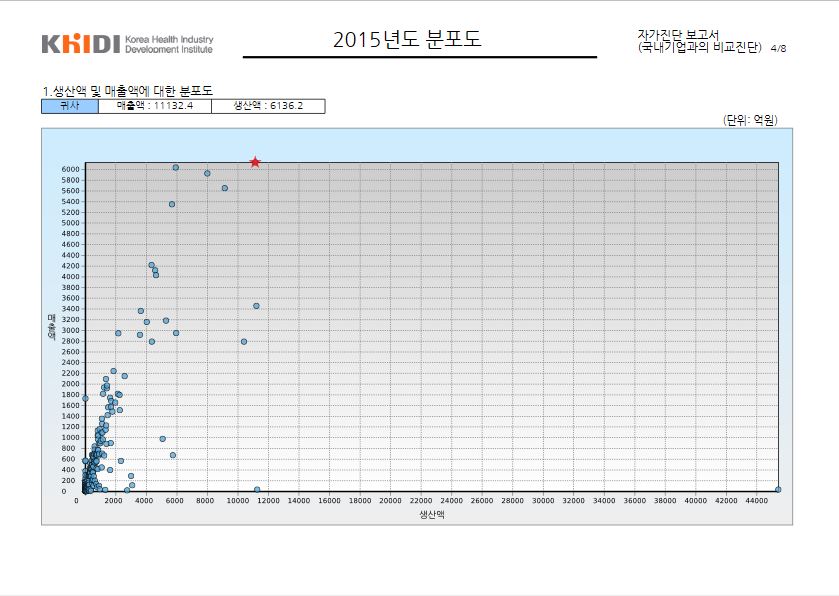 KHIDI Korea Health Industry
Development Institute
2015년도 분포도
자가진단 보고서
(국내기업과의 비교진단) 4/8
1.생산액 및 매출액에 대한 분포도
귀사 매출액 : 11132.4 생산액 : 6136.2
(단위: 억원)
6000
5800
5600
5400
5200
5000
4800
4600
4400
4200
4000
3800
3600
3400
3200
3000
2800
2600
2400
2200
2000
1800
1600
1400
1200
1000
800
600
400
200
0
매출액
0 2000 4000 6000 8000 10000 12000 14000 16000 18000 20000 22000 24000 26000 28000 30000 32000 34000 36000 38000 40000 42000 44000
생산액